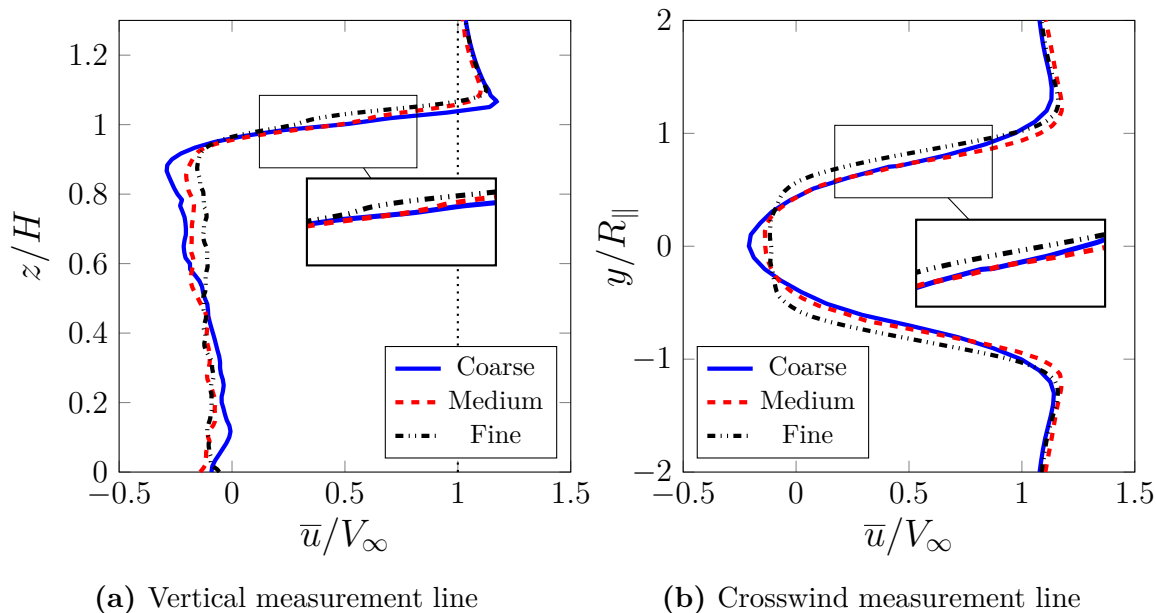 1.2
1
0.8
0.6
0.4
0.2
0
z/H
−0.5 0 0.5 1 1.5
u̅/V∞
Coarse
Medium
Fine
(a) Vertical measurement line
2
1
0
−1
−2
y/R∥
−0.5 0 0.5 1 1.5
u̅/V∞
Coarse
Medium
Fine
(b) Crosswind measurement line